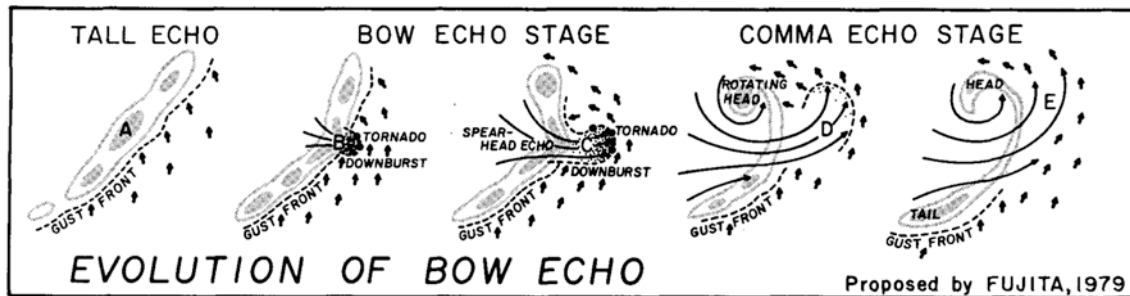 TALL ECHO
BOW ECHO STAGE
COMMA ECHO STAGE
A
GUST FRONT
B
TORNADO
DOWNBURST
GUST FRONT
SPEAR-
HEAD ECHO
C
TORNADO
DOWNBURST
GUST FRONT
ROTATING
HEAD
D
GUST FRONT
HEAD
E
TAIL
GUST FRONT
EVOLUTION OF BOW ECHO
Proposed by FUJITA, 1979